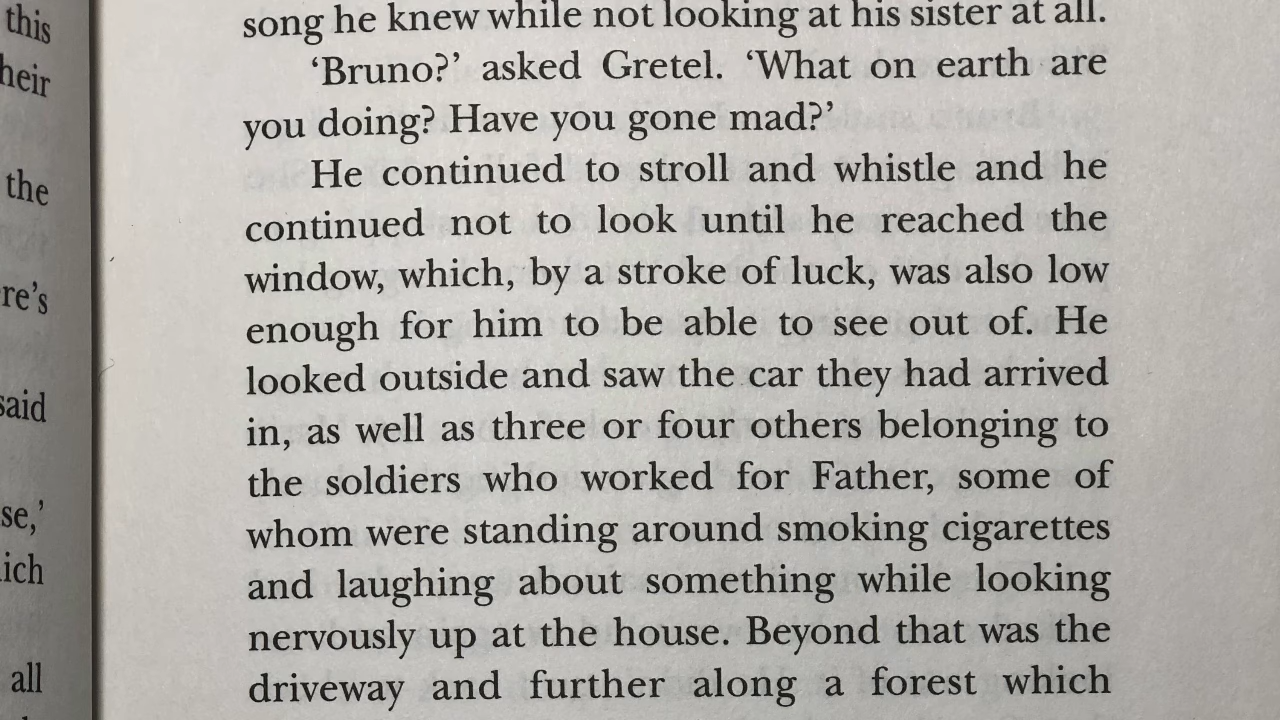 this
heir
the
re's
said
se,'
ich
all
song he knew while not looking at his sister at all.
‘Bruno?’ asked Gretel. ‘What on earth are
you doing? Have you gone mad?’
He continued to stroll and whistle and he
continued not to look until he reached the
window, which, by a stroke of luck, was also low
enough for him to be able to see out of. He
looked outside and saw the car they had arrived
in, as well as three or four others belonging to
the soldiers who worked for Father, some of
whom were standing around smoking cigarettes
and laughing about something while looking
nervously up at the house. Beyond that was the
driveway and further along a forest which